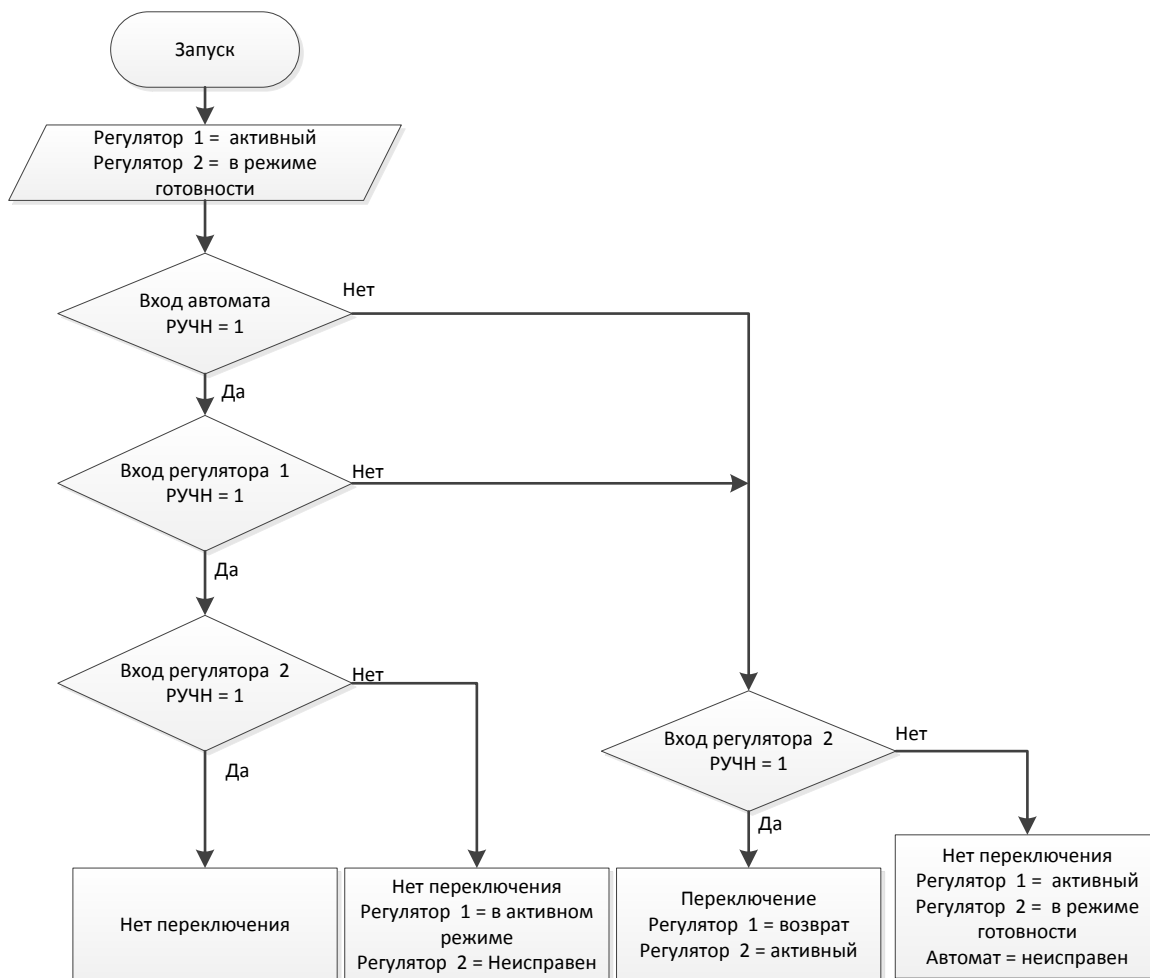 Запуск
Регулятор 1 = активный
Регулятор 2 = в режиме
готовности
Вход автомата
РУЧН = 1
Нет
Да
Вход регулятора 1
РУЧН = 1
Нет
Да
Вход регулятора 2
РУЧН = 1
Нет
Да
Вход регулятора 2
РУЧН = 1
Нет
Да
Нет переключения
Нет переключения
Регулятор 1 = в активном
режиме
Регулятор 2 = Неисправен
Переключение
Регулятор 1 = возврат
Регулятор 2 = активный
Нет переключения
Регулятор 1 = активный
Регулятор 2 = в режиме
готовности
Автомат = неисправен